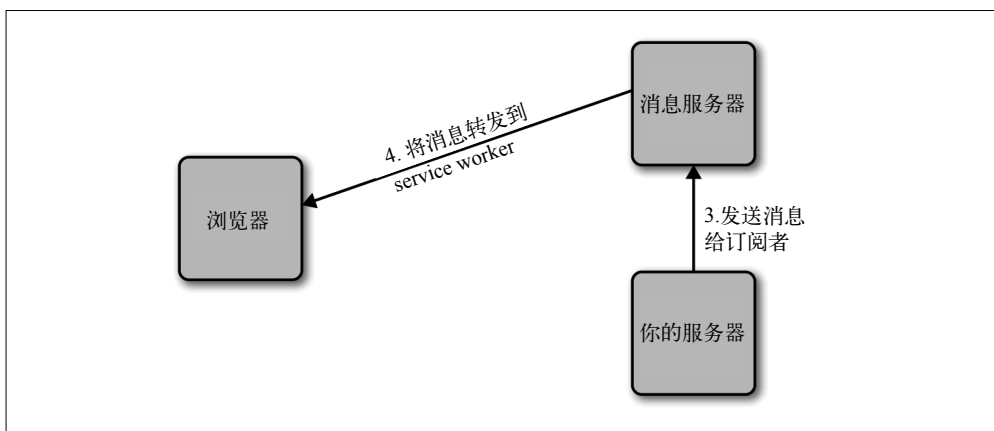 消息服务器
4. 将消息转发到
service worker
浏览器
3.发送消息
给订阅者
你的服务器